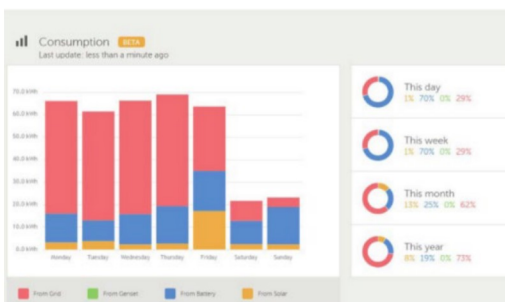 Consumption BETA
Last update: less than a minute ago
70.0 kWh
60.0 kWh
50.0 kWh
40.0 kWh
30.0 kWh
20.0 kWh
10.0 kWh
0.0 kWh
Monday Tuesday Wednesday Thursday Friday Saturday Sunday
From Grid From Genset From Battery From Solar
This day
1% 70% 0% 29%
This week
1% 70% 0% 29%
This month
13% 25% 0% 62%
This year
8% 19% 0% 73%